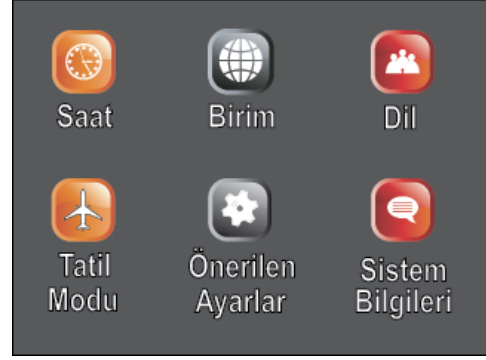 Saat
Birim
Dil
Tatil
Modu
Önerilen
Ayarlar
Sistem
Bilgileri